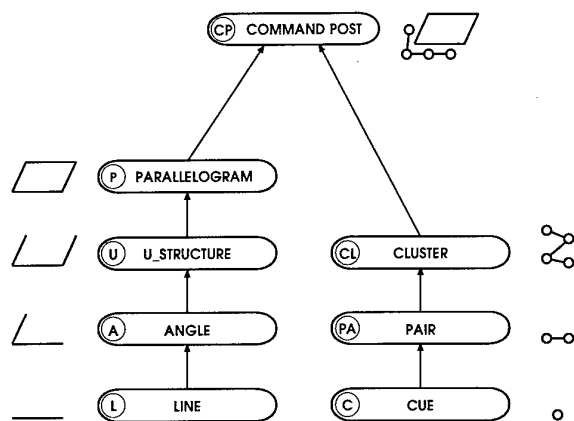 CP COMMAND POST
P PARALLELOGRAM
U U_STRUCTURE
CL CLUSTER
A ANGLE
PA PAIR
L LINE
C CUE